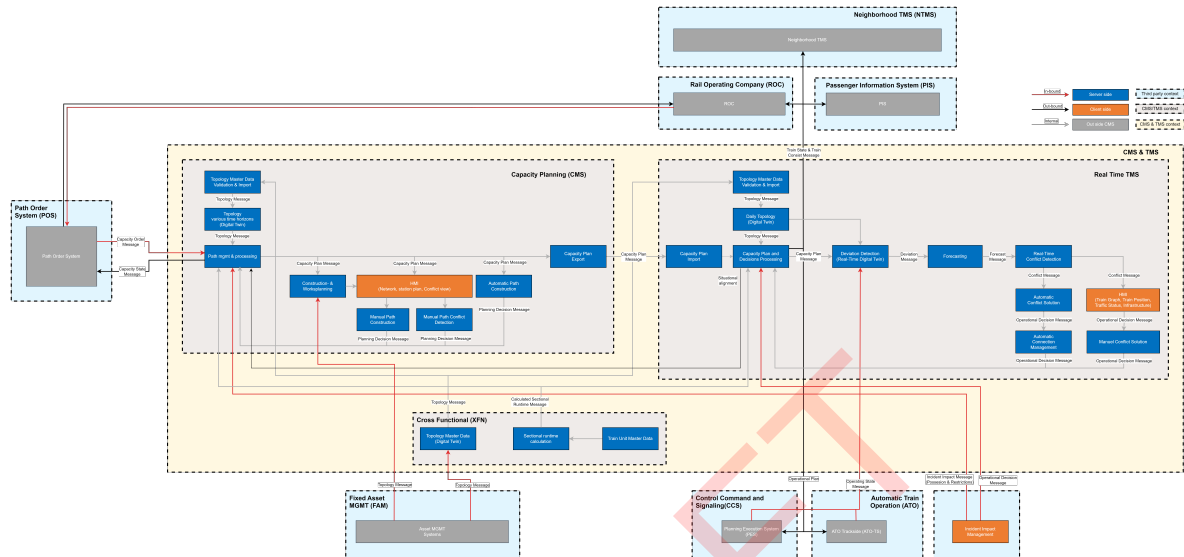 Neighborhood TMS (NTMS)
Neighborhood TMS
Rail Operating Company (ROC)
ROC
Passenger Information System (PIS)
PIS
In-bound
Server side
Third party context
Out-bound
Client side
CMS/TMS context
Internal
Out side CMS
CMS & TMS context
CMS & TMS
Train State & Train
Consist Message
Capacity Planning (CMS)
Real Time TMS
Topology Master Data
Validation & Import
Topology Message
Topology
various time horizons
(Digital Twin)
Topology Message
Path mgmt & processing
Capacity Plan Message
Capacity Plan Message
Capacity Plan Message
Construction- &
Workplanning
HMI
(Network, station plan, Conflict view)
Automatic Path
Construction
Planning Decision Message
Manual Path
Construction
Manual Path Conflict
Detection
Planning Decision Message
Planning Decision Message
Capacity Plan
Export
Capacity Plan
Message
Topology Master Data
Validation & Import
Topology Message
Daily Topology
(Digital Twin)
Topology Message
Capacity Plan
Import
Situational
alignment
Capacity Plan and
Decisions Processing
Capacity Plan
Message
Deviation Detection
(Real-Time Digital Twin)
Deviation
Message
Forecasting
Forecast
Message
Real-Time
Conflict Detection
Conflict Message
Conflict Message
Automatic
Conflict Solution
HMI
(Train Graph, Train Position,
Traffic Status, Infrastructure)
Operational Decision Message
Operational Decision Message
Automatic
Connection
Management
Manual Conflict Solution
Operational Decision Message
Operational Decision Message
Path Order
System (POS)
Path Order System
Capacity Order
Message
Capacity State
Message
Topology Message
Calculated Sectional
Runtime Message
Cross Functional (XFN)
Topology Master Data
(Digital Twin)
Sectional runtime
calculation
Train Unit Master Data
Topology Message
Topology Message
Operational Plan
Operating State
Message
Incident Impact Message
(Possession & Restrictions)
Operational Decision
Message
Fixed Asset
MGMT (FAM)
Asset MGMT
Systems
Control Command and
Signaling(CCS)
Planning Execution System
(PES)
Automatic Train
Operation (ATO)
ATO Trackside (ATO-TS)
Incident Impact
Management